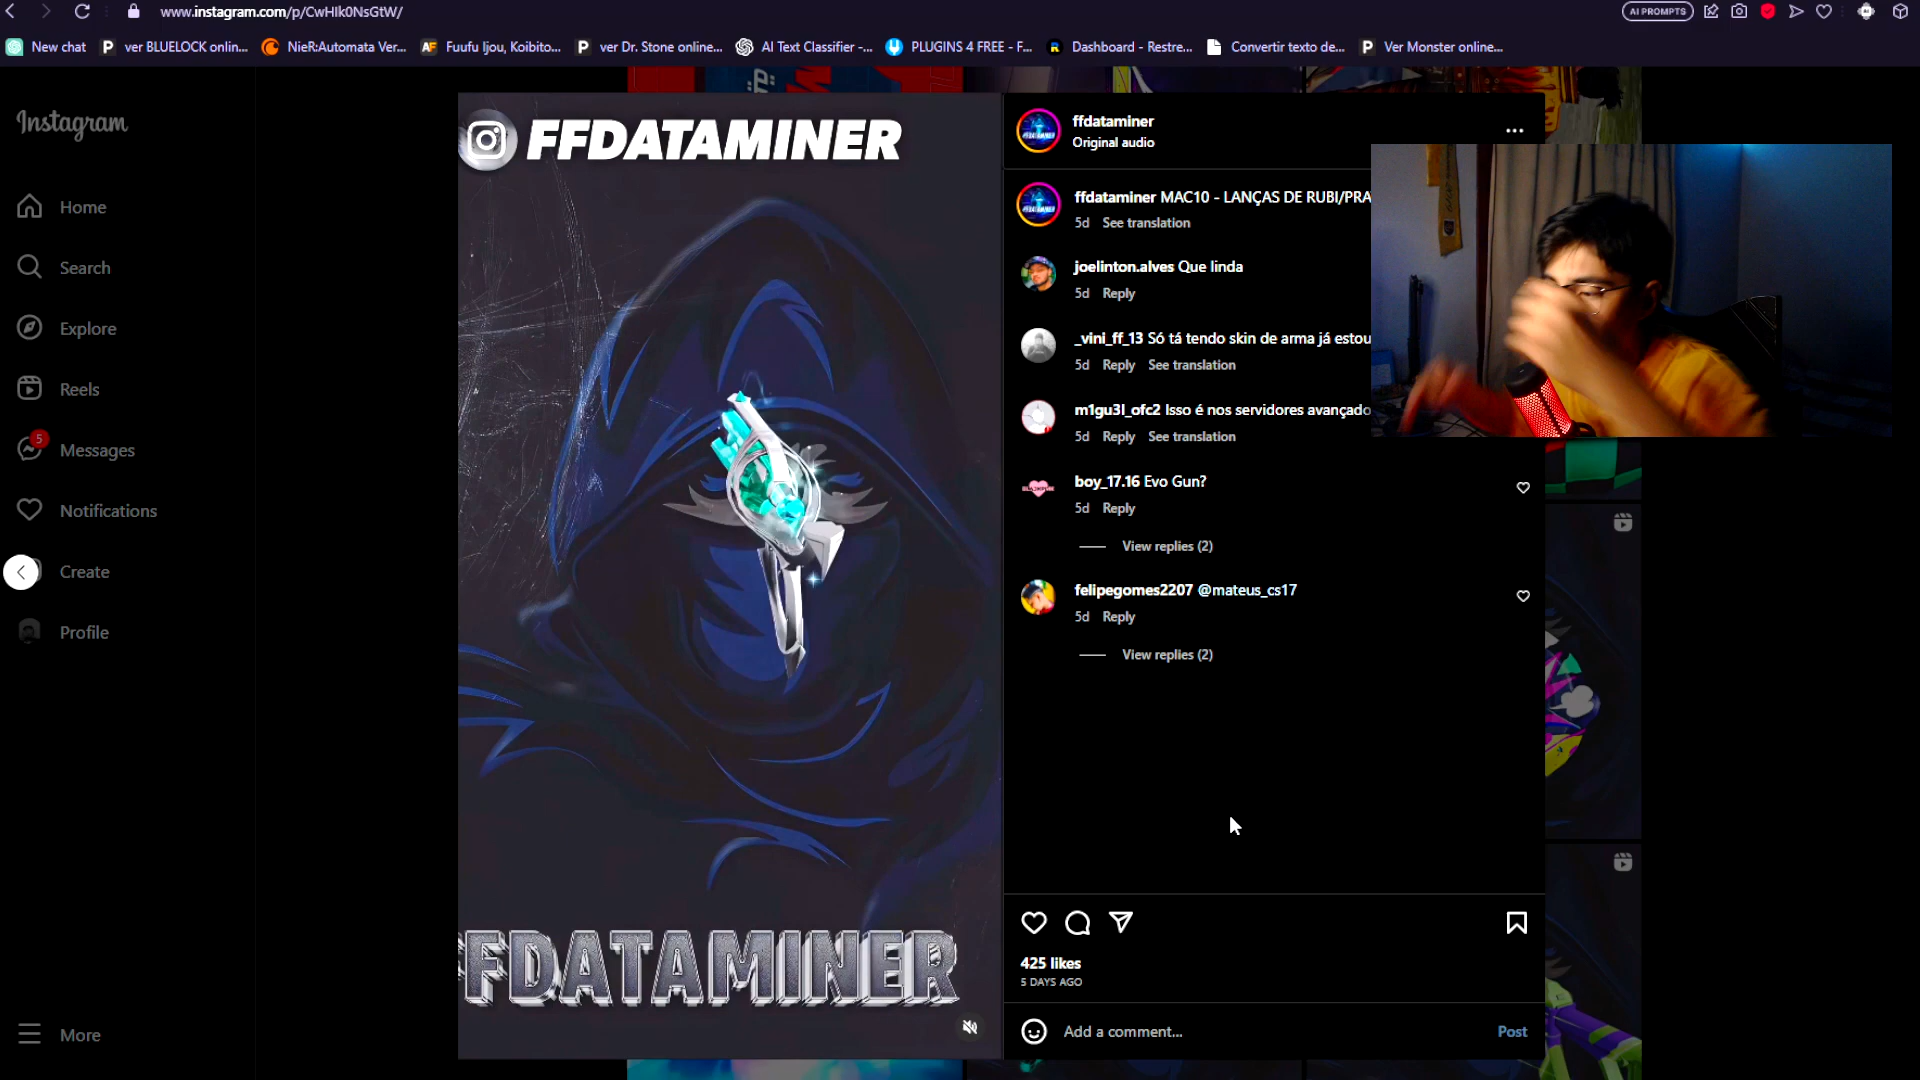 www.instagram.com/p/CwHIk0NsGtW/
AI PROMPTS
New chat
ver BLUELOCK onlin...
NieR:Automata Ver...
Fuufu Ijou, Koibito...
ver Dr. Stone online...
AI Text Classifier -...
PLUGINS 4 FREE - F...
Dashboard - Restre...
Convertir texto de...
Ver Monster online...
Instagram
Home
Search
Explore
Reels
5
Messages
Notifications
Create
Profile
More
FFDATAMINER
FFDATAMINER
ffdataminer
Original audio
ffdataminer MAC10 - LANÇAS DE RUBI/PRA
5d See translation
joelinton.alves Que linda
5d Reply
_vini_ff_13 Só tá tendo skin de arma já estou
5d Reply See translation
m1gu3l_ofc2 Isso é nos servidores avançado
5d Reply See translation
boy_17.16 Evo Gun?
5d Reply
View replies (2)
felipegomes2207 @mateus_cs17
5d Reply
View replies (2)
425 likes
5 DAYS AGO
Add a comment...
Post